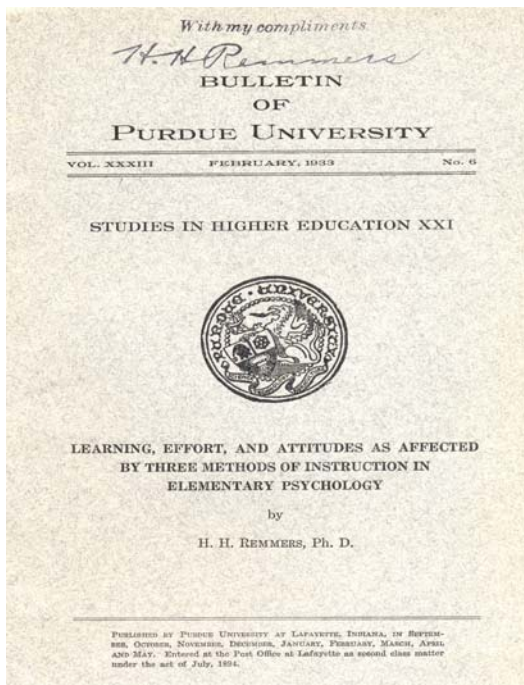 With my compliments
H. H. Remmers
BULLETIN
OF
PURDUE UNIVERSITY
VOL. XXXIII FEBRUARY, 1933 No. 6
STUDIES IN HIGHER EDUCATION XXI
PURDUE · UNIVERSITY
LEARNING, EFFORT, AND ATTITUDES AS AFFECTED
BY THREE METHODS OF INSTRUCTION IN
ELEMENTARY PSYCHOLOGY
by
H. H. REMMERS, Ph. D.
PUBLISHED BY PURDUE UNIVERSITY AT LAFAYETTE, INDIANA, IN SEPTEM-
BER, OCTOBER, NOVEMBER, DECEMBER, JANUARY, FEBRUARY, MARCH, APRIL
AND MAY. Entered at the Post Office at Lafayette as second class matter
under the act of July, 1894.